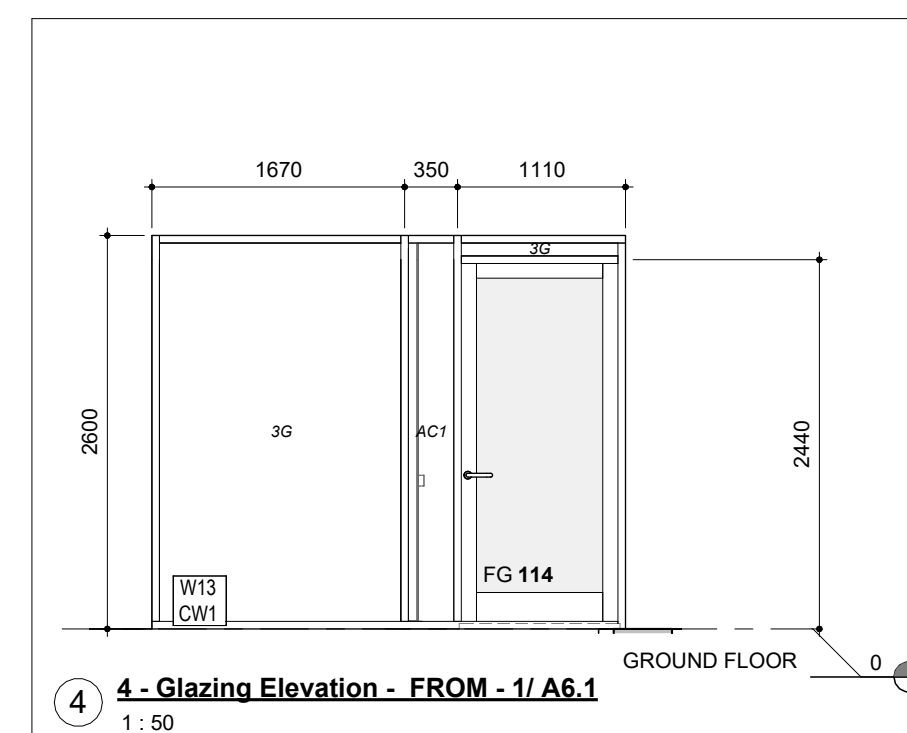 1670 350 1110
3G
2600
3G
AC1
2440
FG 114
W13
CW1
GROUND FLOOR 0
4 4 - Glazing Elevation - FROM - 1/ A6.1
1 : 50